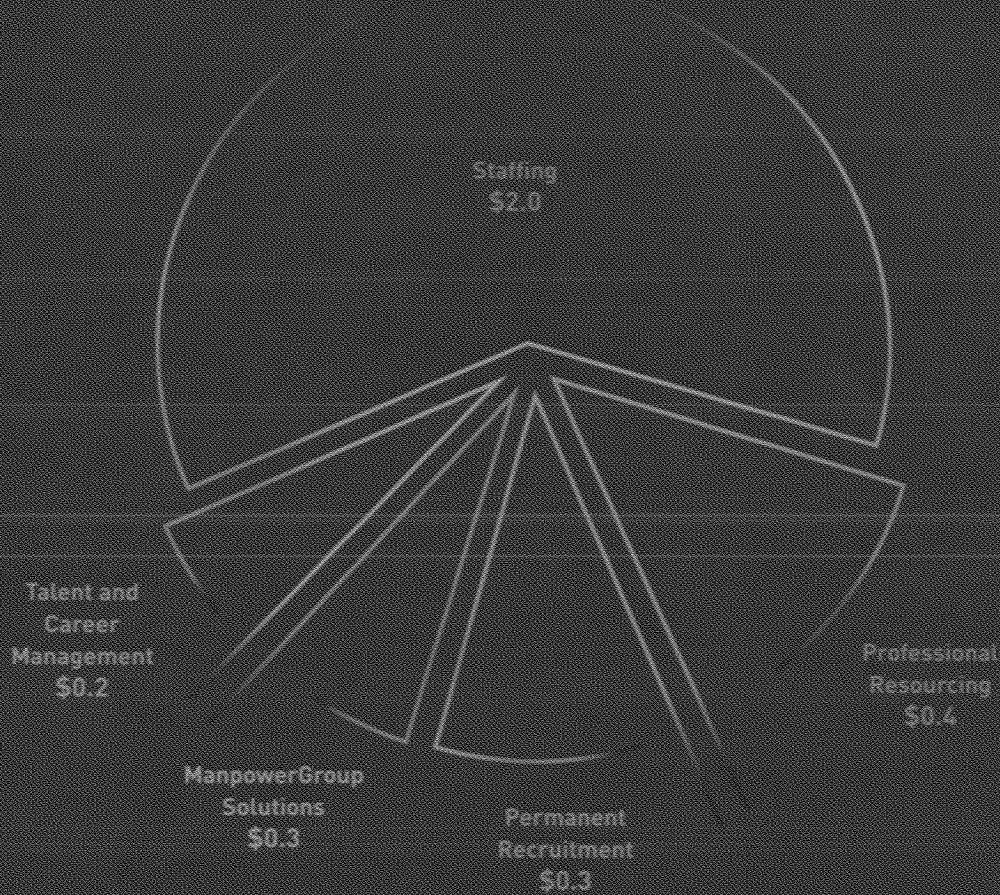 Staffing
$2.0
Talent and
Career
Management
$0.2
Professional
Resourcing
$0.4
ManpowerGroup
Solutions
$0.3
Permanent
Recruitment
$0.3